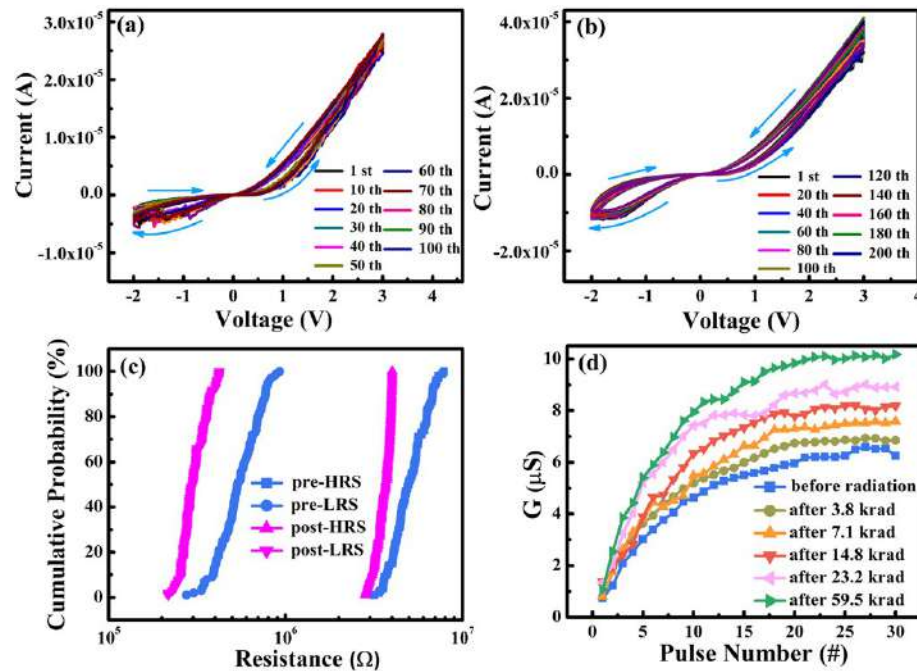 (a)
Current (A)
3.0x10⁻⁵
2.0x10⁻⁵
1.0x10⁻⁵
0.0
-1.0x10⁻⁵
1 st
10 th
20 th
30 th
40 th
50 th
60 th
70 th
80 th
90 th
100 th
-2 -1 0 1 2 3 4
Voltage (V)
(b)
Current (A)
4.0x10⁻⁵
2.0x10⁻⁵
0.0
-2.0x10⁻⁵
1 st
20 th
40 th
60 th
80 th
100 th
120 th
140 th
160 th
180 th
200 th
-2 -1 0 1 2 3 4
Voltage (V)
(c)
Cumulative Probability (%)
100
80
60
40
20
0
pre-HRS
pre-LRS
post-HRS
post-LRS
10⁵ 10⁶ 10⁷
Resistance (Ω)
(d)
G (μS)
10
8
6
4
2
0
before radiation
after 3.8 krad
after 7.1 krad
after 14.8 krad
after 23.2 krad
after 59.5 krad
0 5 10 15 20 25 30
Pulse Number (#)